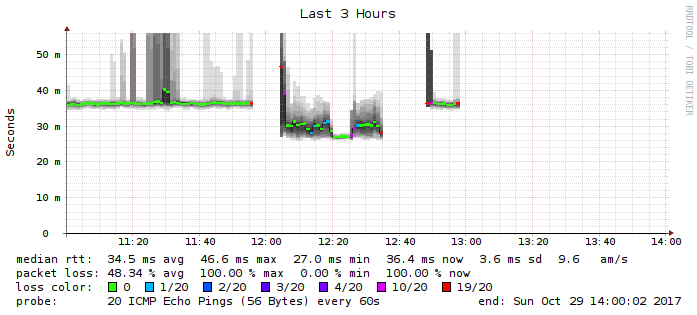 Last 3 Hours
RRDTOOL / TOBI OETIKER
Seconds
50 m
40 m
30 m
20 m
10 m
0
11:20 11:40 12:00 12:20 12:40 13:00 13:20 13:40 14:00
median rtt: 34.5 ms avg 46.6 ms max 27.0 ms min 36.4 ms now 3.6 ms sd 9.6 am/s
packet loss: 48.34 % avg 100.00 % max 0.00 % min 100.00 % now
loss color: 0 1/20 2/20 3/20 4/20 10/20 19/20
probe: 20 ICMP Echo Pings (56 Bytes) every 60s end: Sun Oct 29 14:00:02 2017